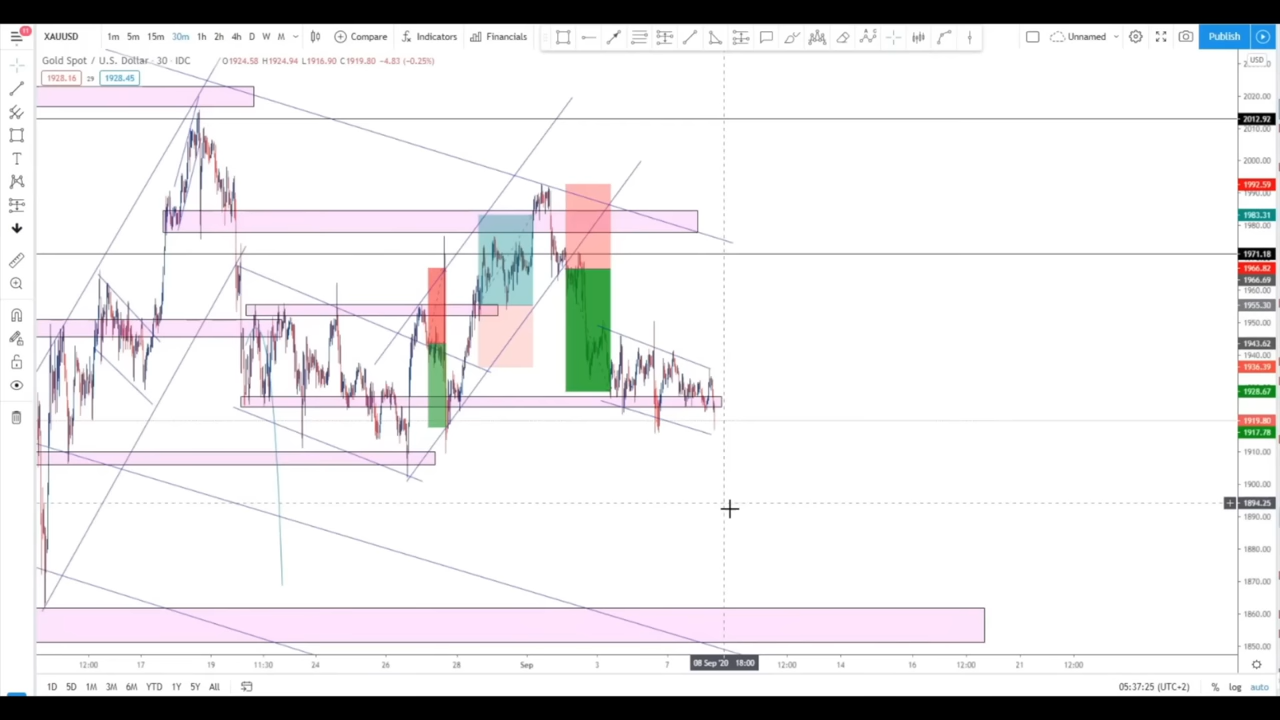 11
XAUUSD
1m 5m 15m 30m 1h 2h 4h D W M
Compare
Indicators
Financials
Unnamed
Publish
Gold Spot / U.S. Dollar · 30 · IDC
O1924.58 H1924.94 L1916.90 C1919.80 −4.83 (−0.25%)
1928.16 29 1928.45
USD
2020.00
2012.92
2010.00
2000.00
1992.59
1983.31
1980.00
1971.18
1966.82
1966.69
1960.00
1955.30
1950.00
1943.62
1940.00
1936.39
1928.67
1919.80
1917.78
1910.00
1900.00
1894.25
1890.00
1880.00
1870.00
1860.00
1850.00
12:00 17 19 11:30 24 26 28 Sep 3 7 08 Sep '20 18:00 12:00 14 16 12:00 21 12:00
1D 5D 1M 3M 6M YTD 1Y 5Y All
05:37:25 (UTC+2) % log auto